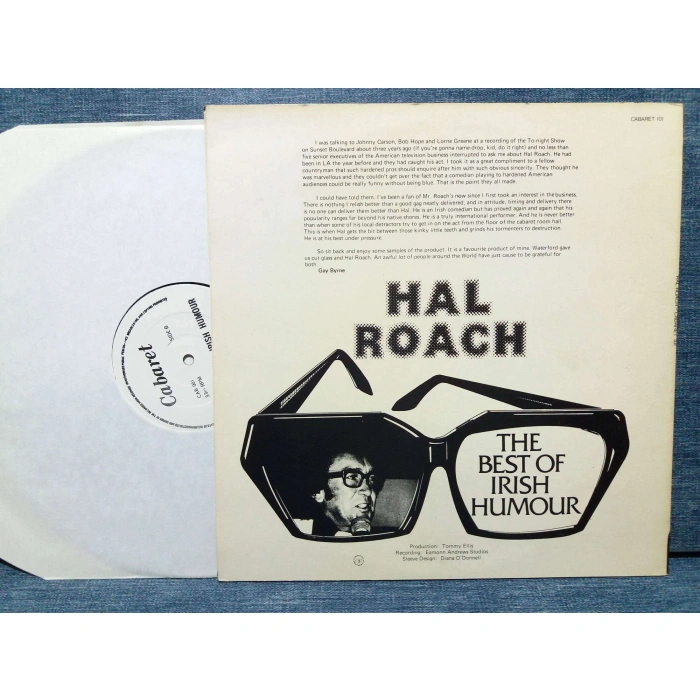 CABARET 101
I was talking to Johnny Carson, Bob Hope and Lorne Greene at a recording of the To-night Show
on Sunset Boulevard about three years ago (if you're gonna name-drop, kid, do it right) and no less than
five senior executives of the American television business interrupted to ask me about Hal Roach. He had
been in LA the year before and they had caught his act. I took it as a great compliment to a fellow
countryman that such hardened pros should enquire after him with such obvious sincerity. They thought he
was marvellous and they couldn't get over the fact that a comedian playing to hardened American
audiences could be really funny without being blue. That is the point they all made.
I could have told them. I've been a fan of Mr. Roach's now since I first took an interest in the business.
There is nothing I relish better than a good gag neatly delivered, and in attitude, timing and delivery there
is no one can deliver them better than Hal. He is an Irish comedian but has proved again and again that his
popularity ranges far beyond his native shores. He is a truly international performer. And he is never better
than when some of his local detractors try to get in on the act from the floor of the cabaret room hall.
This is when Hal gets the bit between those kinky little teeth and grinds his tormenters to destruction.
He is at his best under pressure.
So sit back and enjoy some samples of the product. It is a favourite product of mine. Waterford gave
us cut glass and Hal Roach. An awful lot of people around the World have just cause to be grateful for
both.
Gay Byrne
HAL
ROACH
THE
BEST OF
IRISH
HUMOUR
Production: Tommy Ellis
Recording: Eamonn Andrews Studios
Sleeve Design: Diana O'Donnell
IRISH HUMOUR
SIDE B
Cabaret
33⅓ RPM